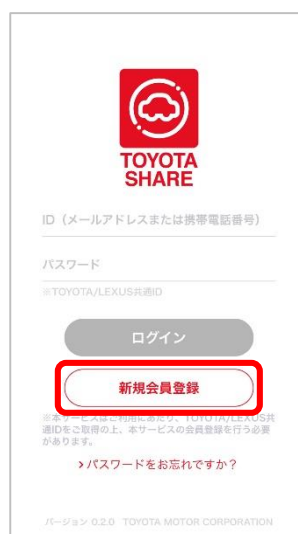 TOYOTA
SHARE
ID（メールアドレスまたは携帯電話番号）
パスワード
※TOYOTA/LEXUS共通ID
ログイン
新規会員登録
※本サービスはご利用にあたり、TOYOTA/LEXUS共
通IDをご取得の上、本サービスの会員登録を行う必要
があります。
›パスワードをお忘れですか？
バージョン 0.2.0 TOYOTA MOTOR CORPORATION